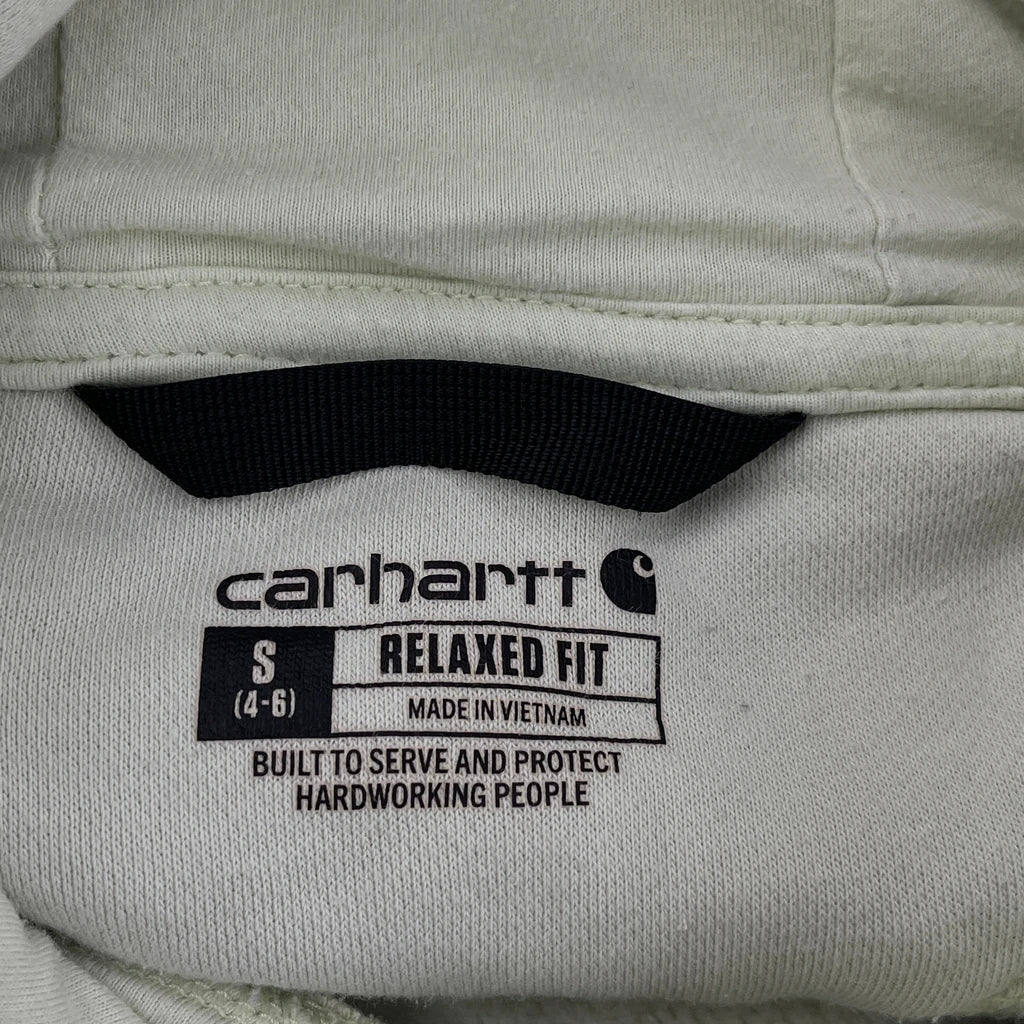 carhartt
S
(4-6)
RELAXED FIT
MADE IN VIETNAM
BUILT TO SERVE AND PROTECT
HARDWORKING PEOPLE